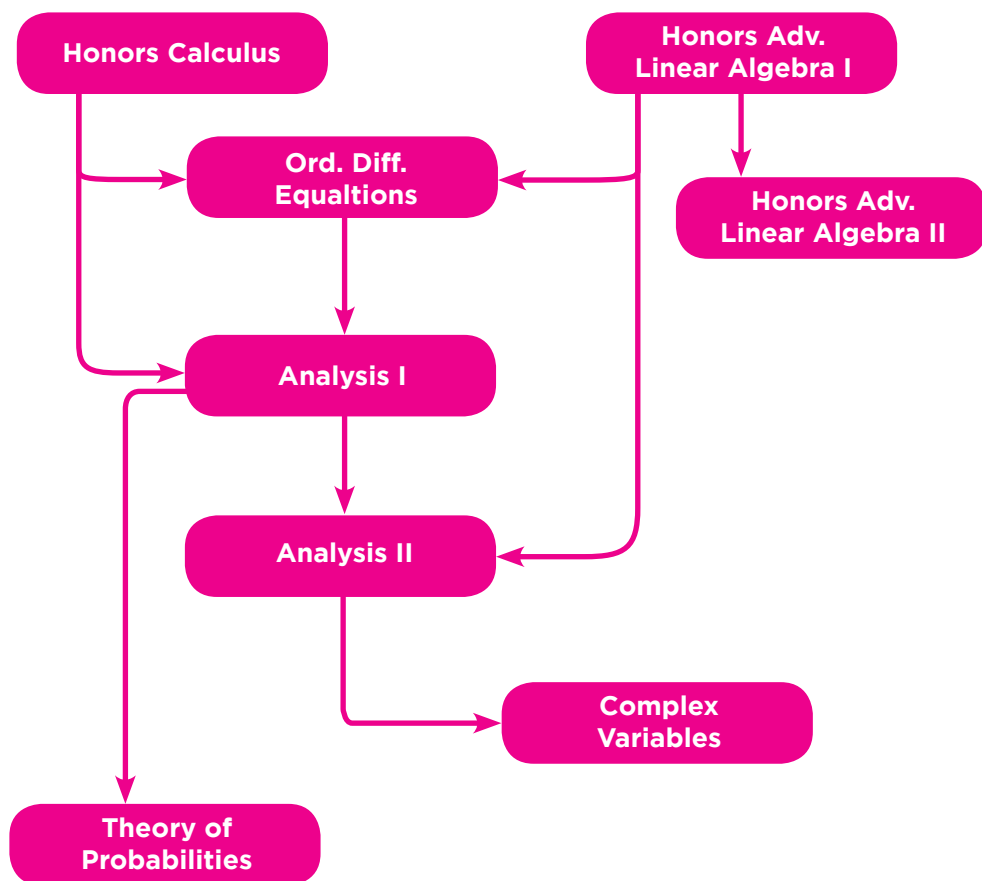 Honors Calculus
Honors Adv.
Linear Algebra I
Ord. Diff.
Equaltions
Honors Adv.
Linear Algebra II
Analysis I
Analysis II
Complex
Variables
Theory of
Probabilities